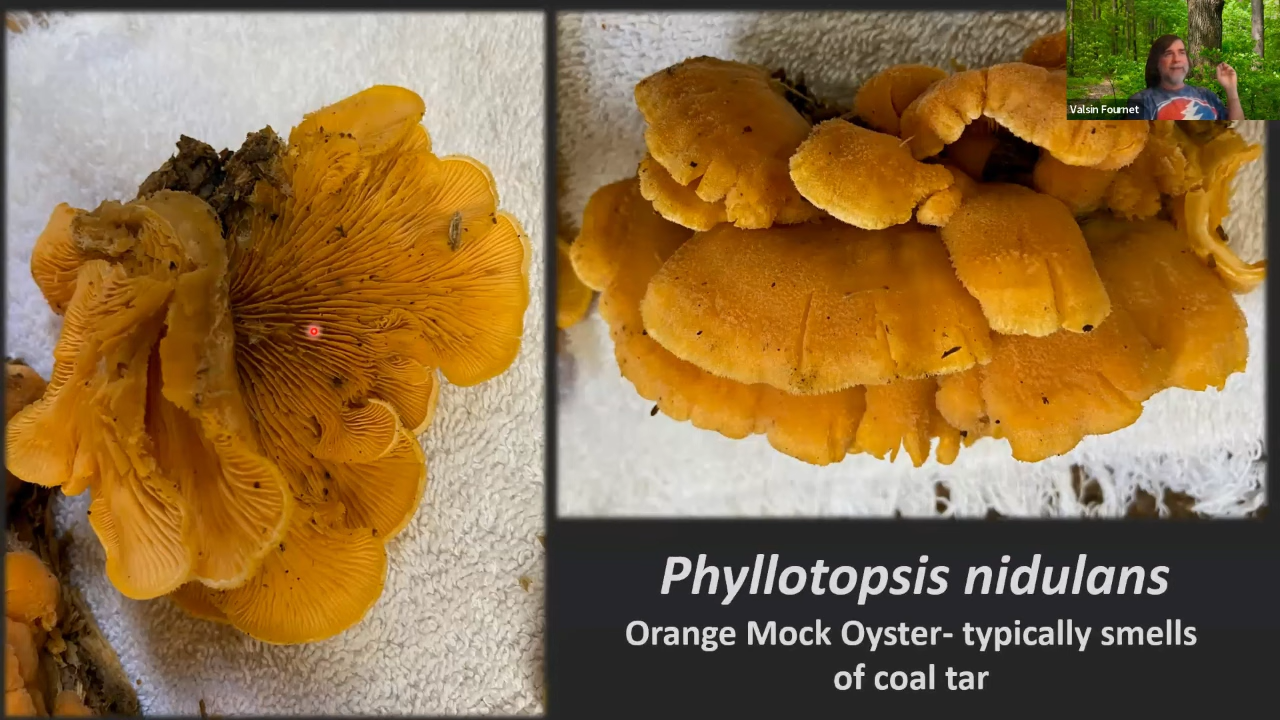 Valsin Fournet
Phyllotopsis nidulans
Orange Mock Oyster- typically smells
of coal tar